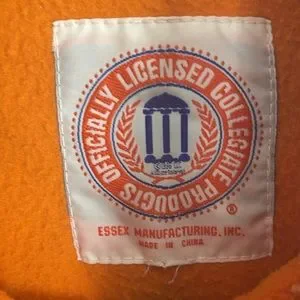 OFFICIALLY LICENSED COLLEGIATE PRODUCTS
®
ESSEX MANUFACTURING, INC.
MADE IN CHINA